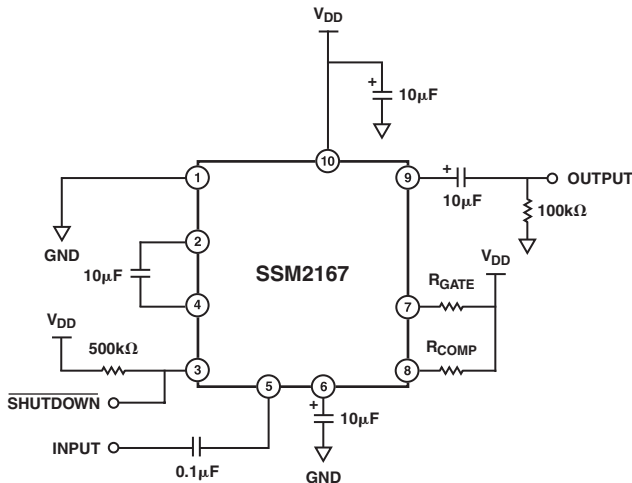 VDD
+
10μF
10
1
9
+
10μF
OUTPUT
100kΩ
GND
2
10μF
4
SSM2167
VDD
RGATE
7
VDD
500kΩ
3
RCOMP
8
SHUTDOWN
5
6
+
10μF
INPUT
0.1μF
GND